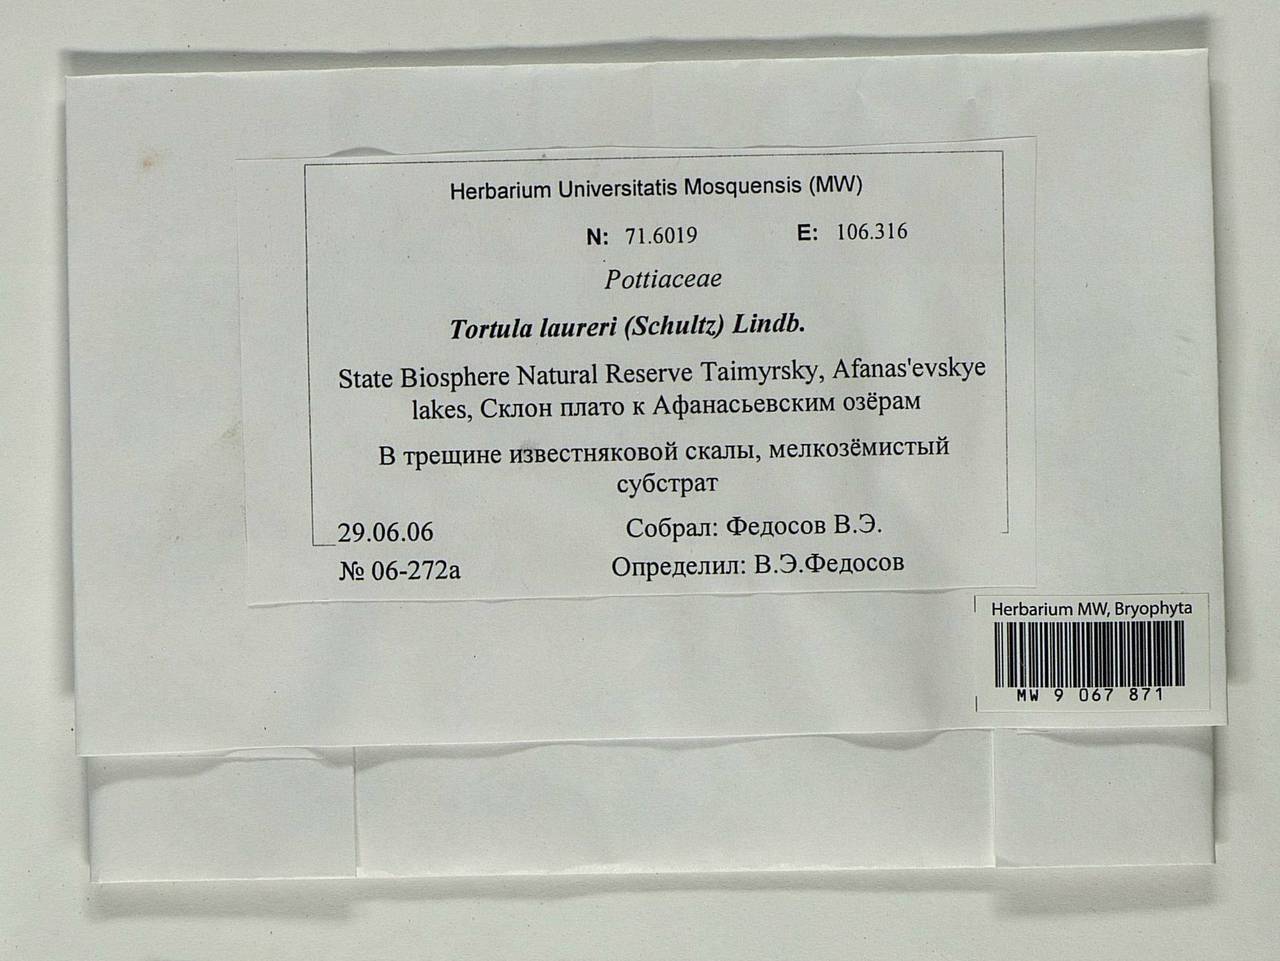 Herbarium Universitatis Mosquensis (MW)
N: 71.6019 E: 106.316
Pottiaceae
Tortula laureri (Schultz) Lindb.
State Biosphere Natural Reserve Taimyrsky, Afanas'evskye
lakes, Склон плато к Афанасьевским озёрам
В трещине известняковой скалы, мелкозёмистый
субстрат
29.06.06 Собрал: Федосов В.Э.
№ 06-272a Определил: В.Э.Федосов
Herbarium MW, Bryophyta
MW 9 067 871